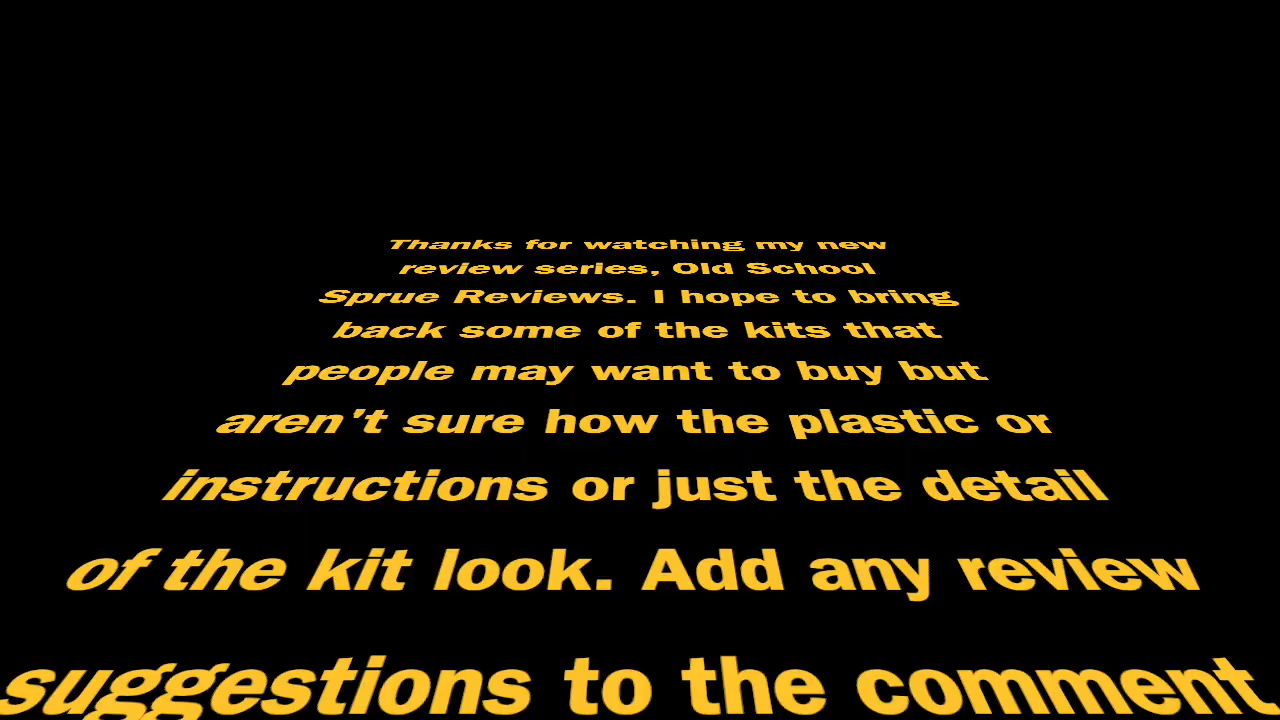 Thanks for watching my new
review series, Old School
Sprue Reviews. I hope to bring
back some of the kits that
people may want to buy but
aren't sure how the plastic or
instructions or just the detail
of the kit look. Add any review
suggestions to the comment